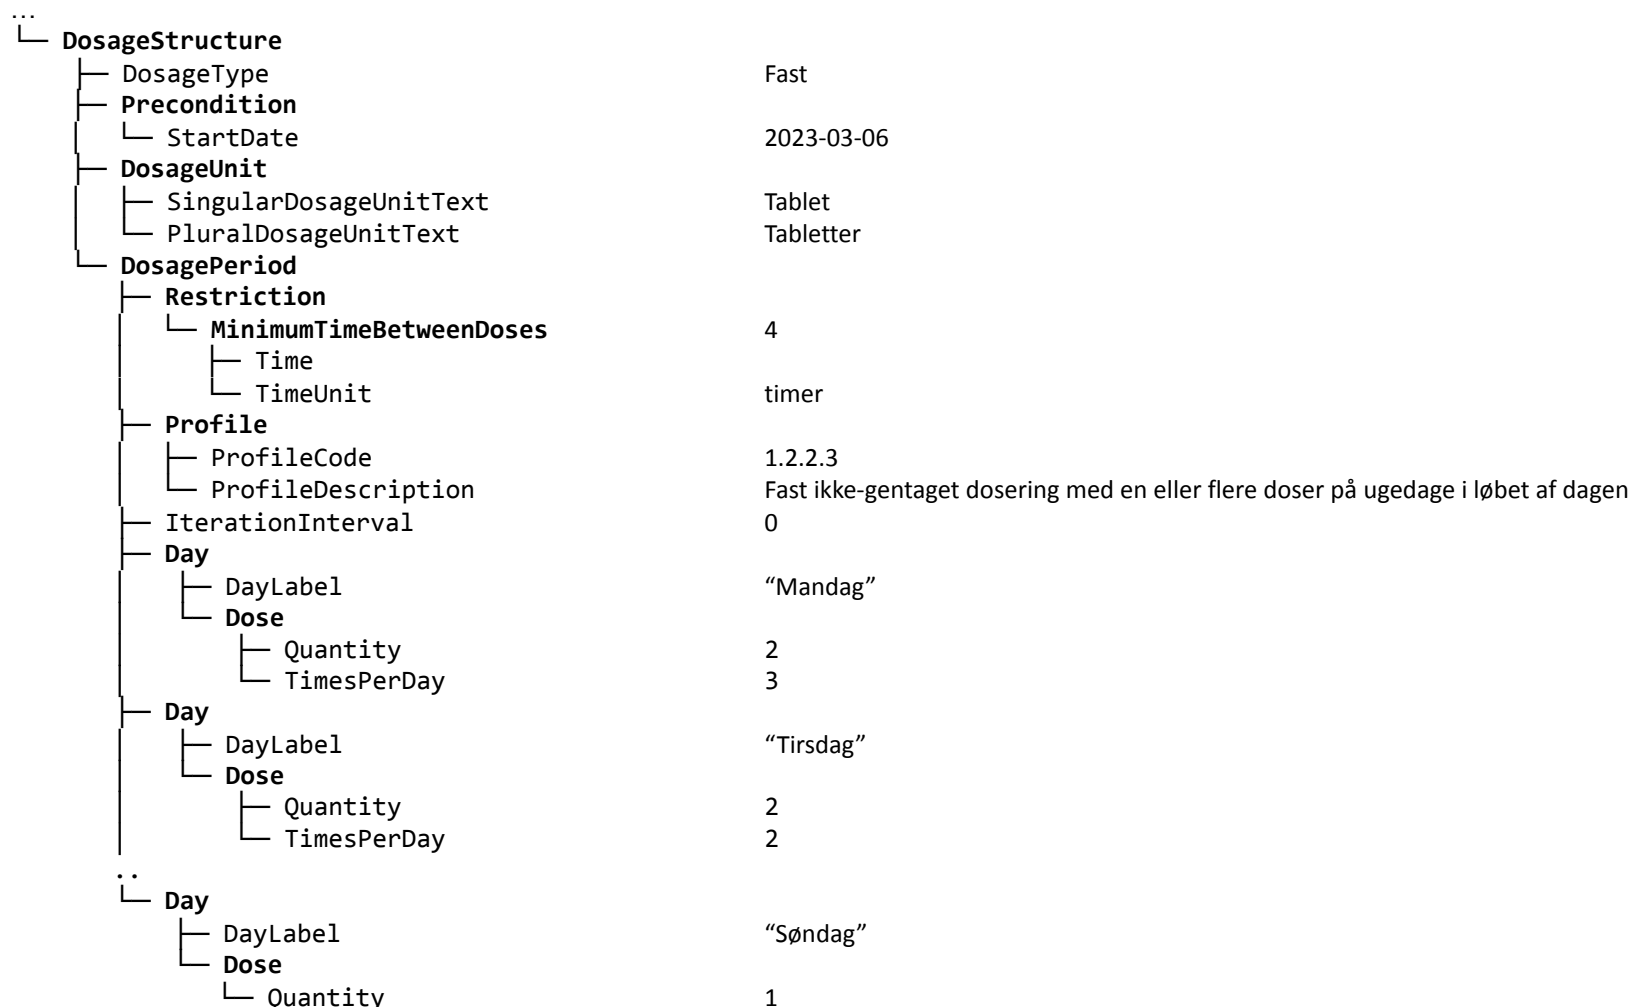 ...
DosageStructure
DosageType Fast
Precondition
StartDate 2023-03-06
DosageUnit
SingularDosageUnitText Tablet
PluralDosageUnitText Tabletter
DosagePeriod
Restriction
MinimumTimeBetweenDoses 4
Time
TimeUnit timer
Profile
ProfileCode 1.2.2.3
ProfileDescription Fast ikke-gentaget dosering med en eller flere doser på ugedage i løbet af dagen
IterationInterval 0
Day
DayLabel “Mandag”
Dose
Quantity 2
TimesPerDay 3
Day
DayLabel “Tirsdag”
Dose
Quantity 2
TimesPerDay 2
..
Day
DayLabel “Søndag”
Dose
Quantity 1